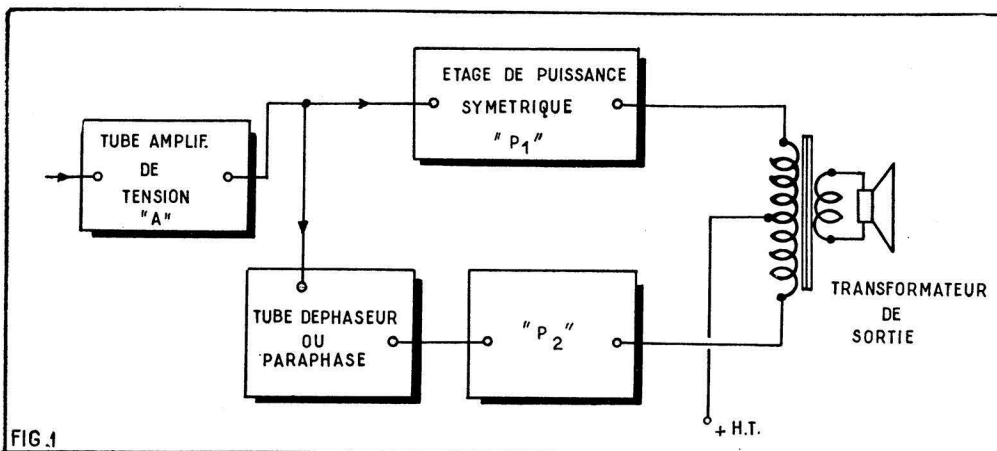 TUBE AMPLIF.
DE
TENSION
"A"
ETAGE DE PUISSANCE
SYMETRIQUE
"P1"
TUBE DEPHASEUR
OU
PARAPHASE
"P2"
TRANSFORMATEUR
DE
SORTIE
+ H.T.
FIG.1